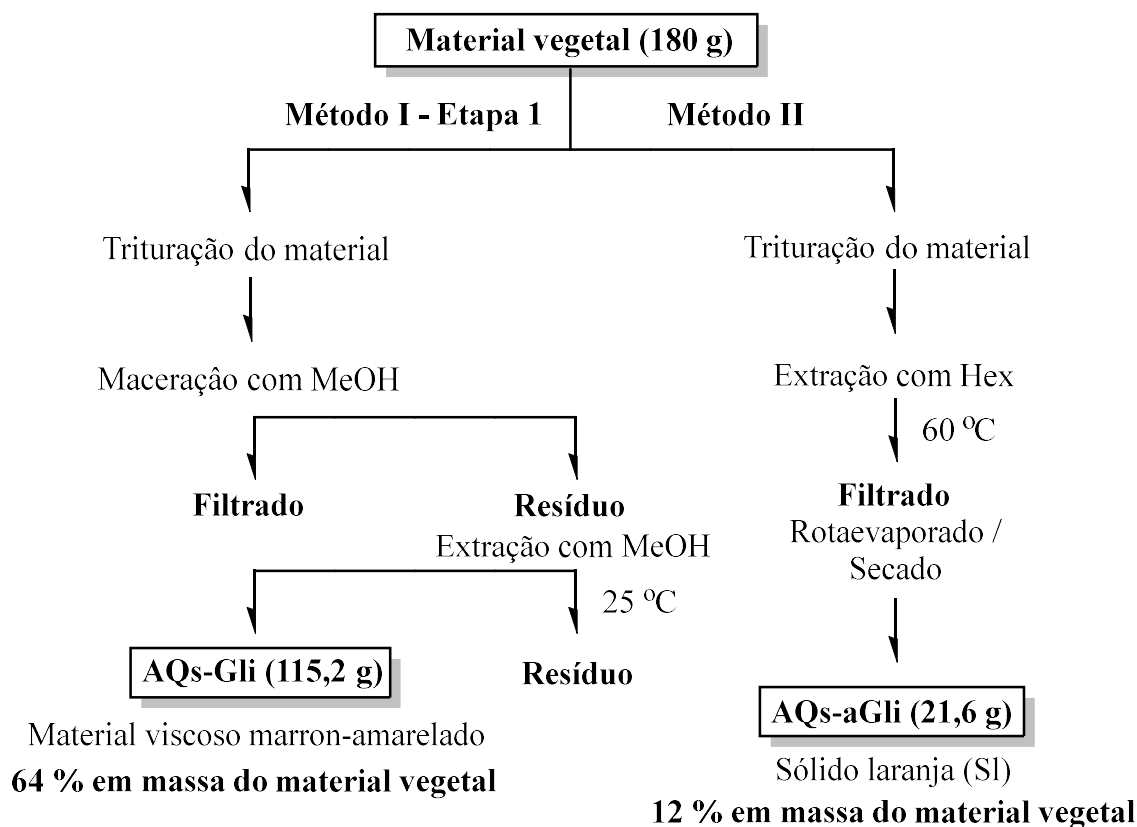 Material vegetal (180 g)
Método I - Etapa 1
Método II
Trituração do material
Maceraçâo com MeOH
Filtrado
Resíduo
Extração com MeOH
25 ºC
AQs-Gli (115,2 g)
Resíduo
Material viscoso marron-amarelado
64 % em massa do material vegetal
Trituração do material
Extração com Hex
60 ºC
Filtrado
Rotaevaporado /
Secado
AQs-aGli (21,6 g)
Sólido laranja (Sl)
12 % em massa do material vegetal